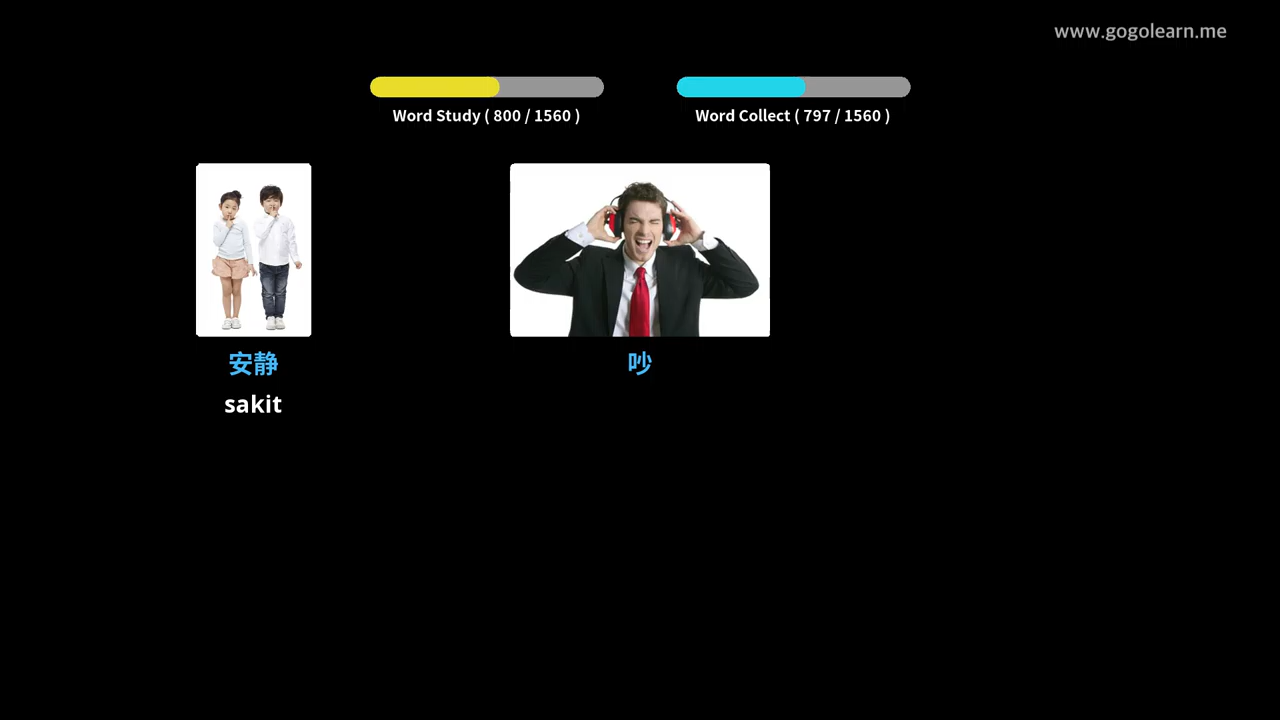 www.gogolearn.me
Word Study ( 800 / 1560 )
Word Collect ( 797 / 1560 )
安静
吵
sakit